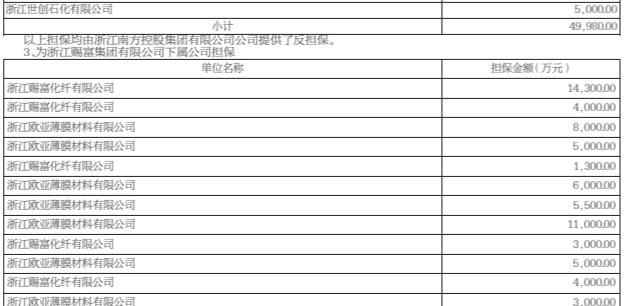 浙江世创石化有限公司 5,000.00
小计 49,980.00
以上担保均由浙江南方控股集团有限公司公司提供了反担保。
3、为浙江赐富集团有限公司下属公司担保
单位名称 担保金额(万元)
浙江赐富化纤有限公司 14,300.00
浙江赐富化纤有限公司 4,000.00
浙江欧亚薄膜材料有限公司 8,000.00
浙江欧亚薄膜材料有限公司 5,000.00
浙江赐富化纤有限公司 1,300.00
浙江欧亚薄膜材料有限公司 6,000.00
浙江欧亚薄膜材料有限公司 5,500.00
浙江欧亚薄膜材料有限公司 11,000.00
浙江赐富化纤有限公司 3,000.00
浙江欧亚薄膜材料有限公司 5,000.00
浙江赐富化纤有限公司 4,000.00
浙江欧亚薄膜材料有限公司 3,000.00